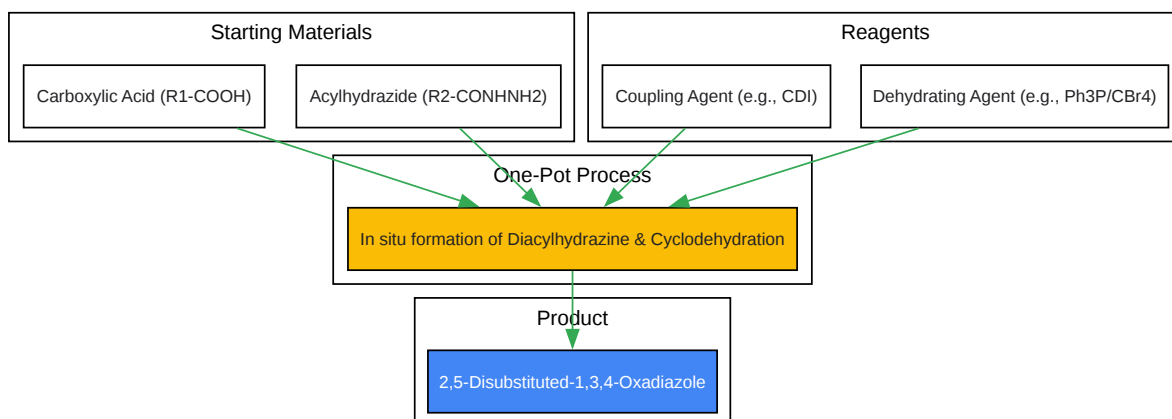 Starting Materials
Reagents
Carboxylic Acid (R1-COOH)
Acylhydrazide (R2-CONHNH2)
Coupling Agent (e.g., CDI)
Dehydrating Agent (e.g., Ph3P/CBr4)
One-Pot Process
In situ formation of Diacylhydrazine & Cyclodehydration
Product
2,5-Disubstituted-1,3,4-Oxadiazole